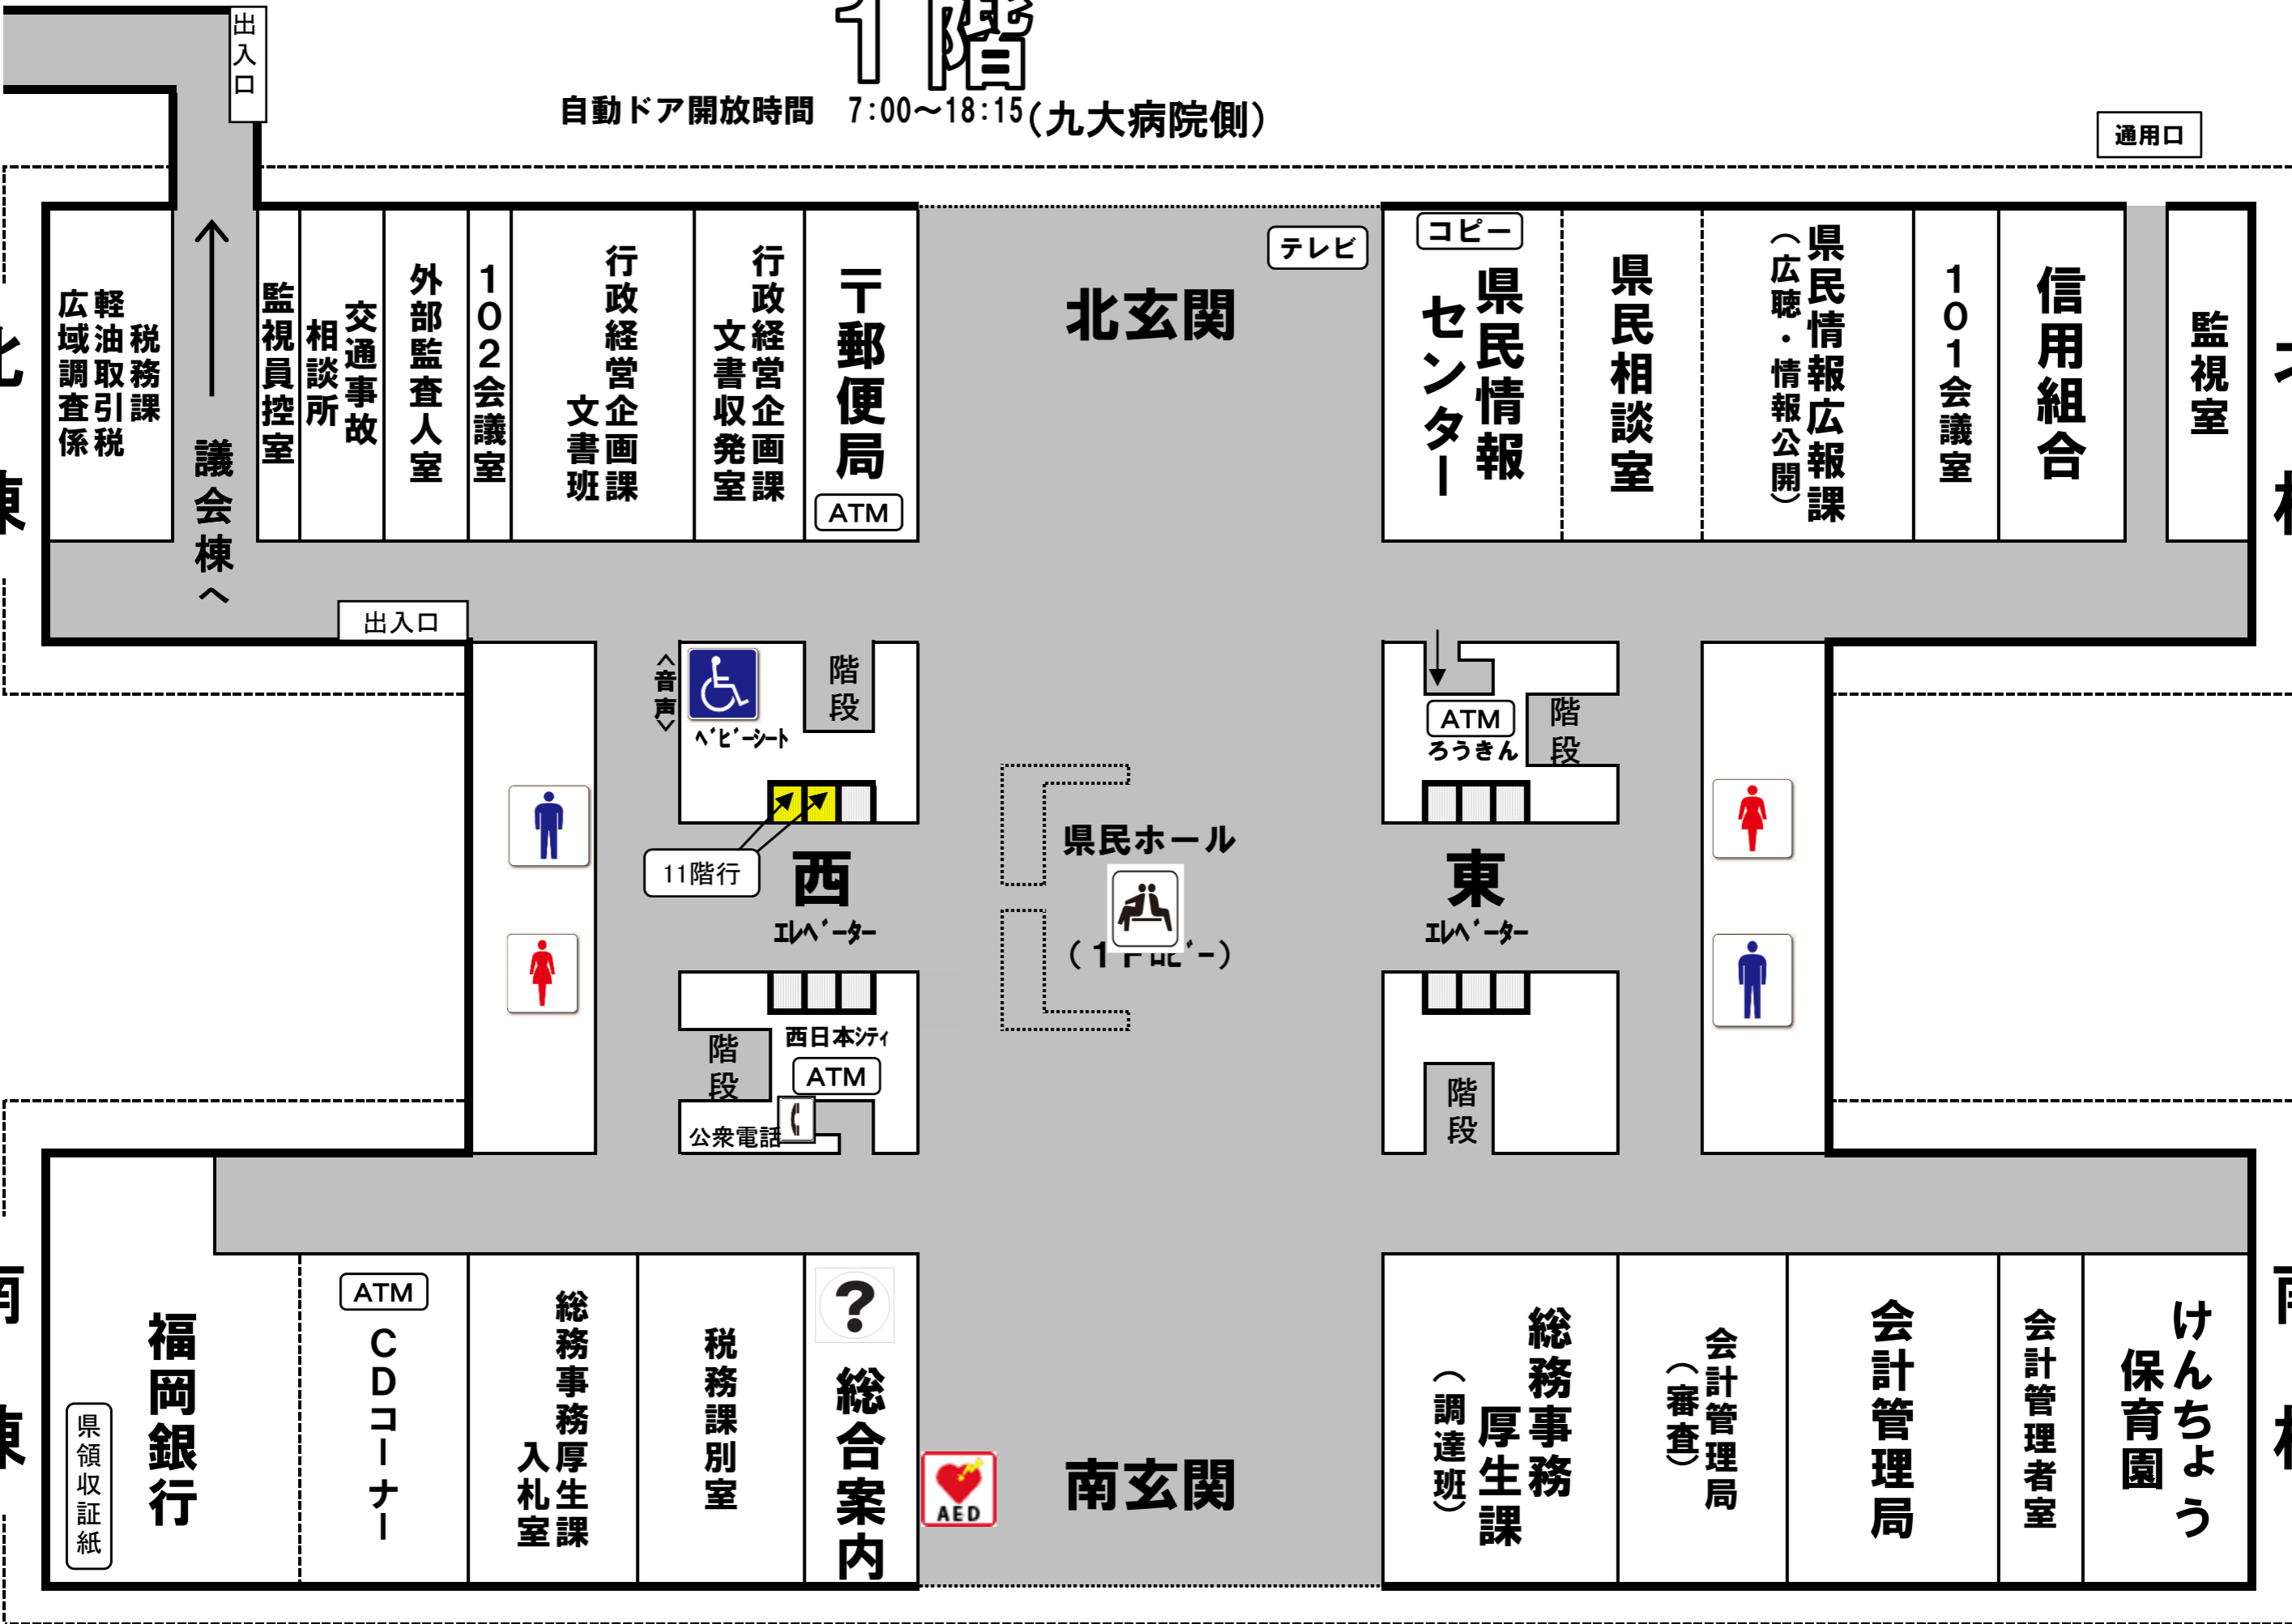 1階
出入口
自動ドア開放時間　7:00～18:15(九大病院側)
通用口
税務課
軽油取引税
広域調査係
議会棟へ
監視員控室
交通事故
相談所
外部監査人室
102会議室
行政経営企画課
文書班
行政経営企画課
文書収発室
〒郵便局
ATM
北玄関
テレビ
コピー
県民情報
センター
県民相談室
県民情報広報課
(広聴・情報公開)
101会議室
信用組合
監視室
出入口
<音声>
ベビーシート
階段
ATM
ろうきん
階段
11階行
西
エレベーター
県民ホール
東
エレベーター
西日本シティ
ATM
階段
公衆電話
階段
福岡銀行
県領収証紙
ATM
CDコーナー
総務事務厚生課
入札室
税務課別室
?
総合案内
AED
南玄関
総務事務
厚生課
(調達班)
会計管理局
(審査)
会計管理局
会計管理者室
けんちょう
保育園